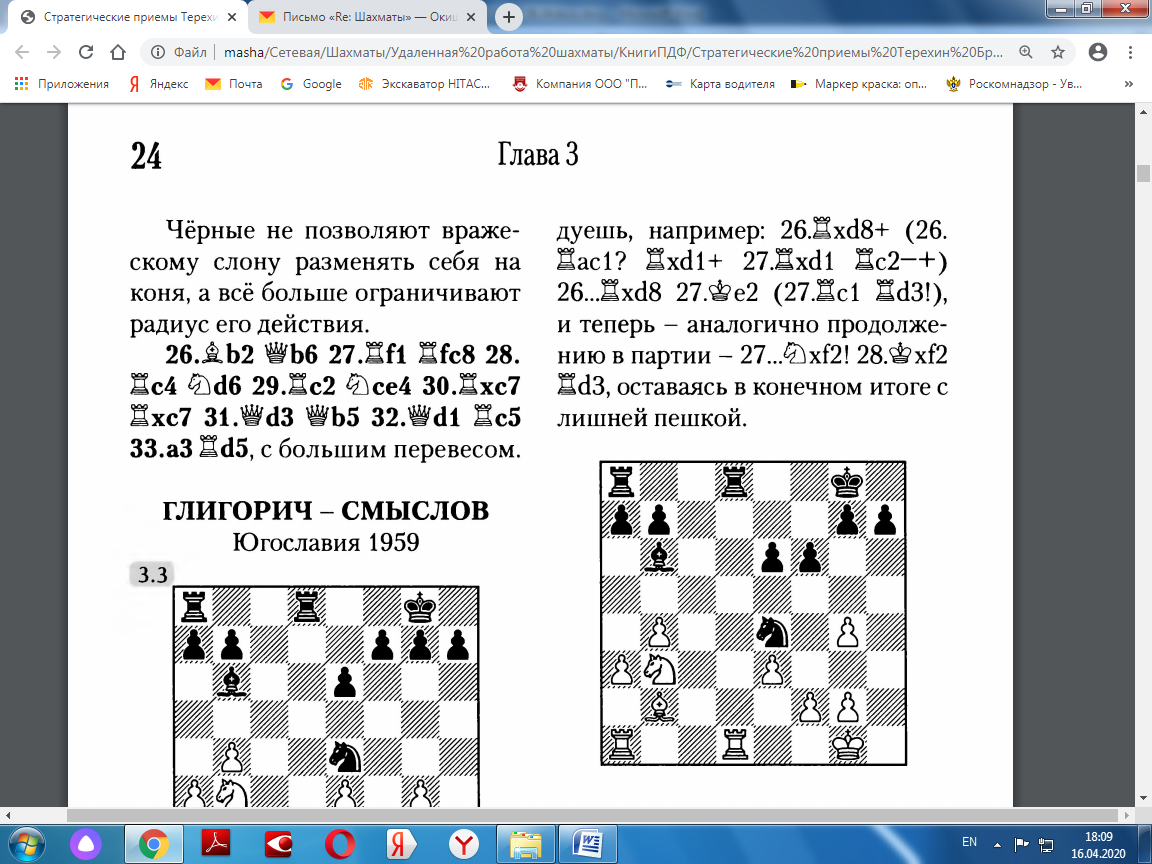 Стратегические приемы Терехи
Письмо «Re: Шахматы» — Окиш
Файл | masha/Сетевая/Шахматы/Удаленная%20работа%20шахматы/КнигиПДФ/Стратегические%20приемы%20Терехин%20Бр...
Приложения Яндекс Почта Google Экскаватор HITAC... Компания ООО "П... Карта водителя Маркер краска: оп... Роскомнадзор - Ув... »
24
Глава 3
Чёрные не позволяют враже-
скому слону разменять себя на
коня, а всё больше ограничивают
радиус его действия.
26.♗b2 ♕b6 27.♖f1 ♖fc8 28.
♖c4 ♘d6 29.♖c2 ♘ce4 30.♖xc7
♖xc7 31.♕d3 ♕b5 32.♕d1 ♖c5
33.a3 ♖d5, с большим перевесом.
ГЛИГОРИЧ – СМЫСЛОВ
Югославия 1959
3.3
дуешь, например: 26.♖xd8+ (26.
♖ac1? ♖xd1+ 27.♖xd1 ♖c2−+)
26...♖xd8 27.♔e2 (27.♖c1 ♖d3!),
и теперь – аналогично продолже-
нию в партии – 27...♘xf2! 28.♔xf2
♖d3, оставаясь в конечном итоге с
лишней пешкой.
EN
18:09
16.04.2020